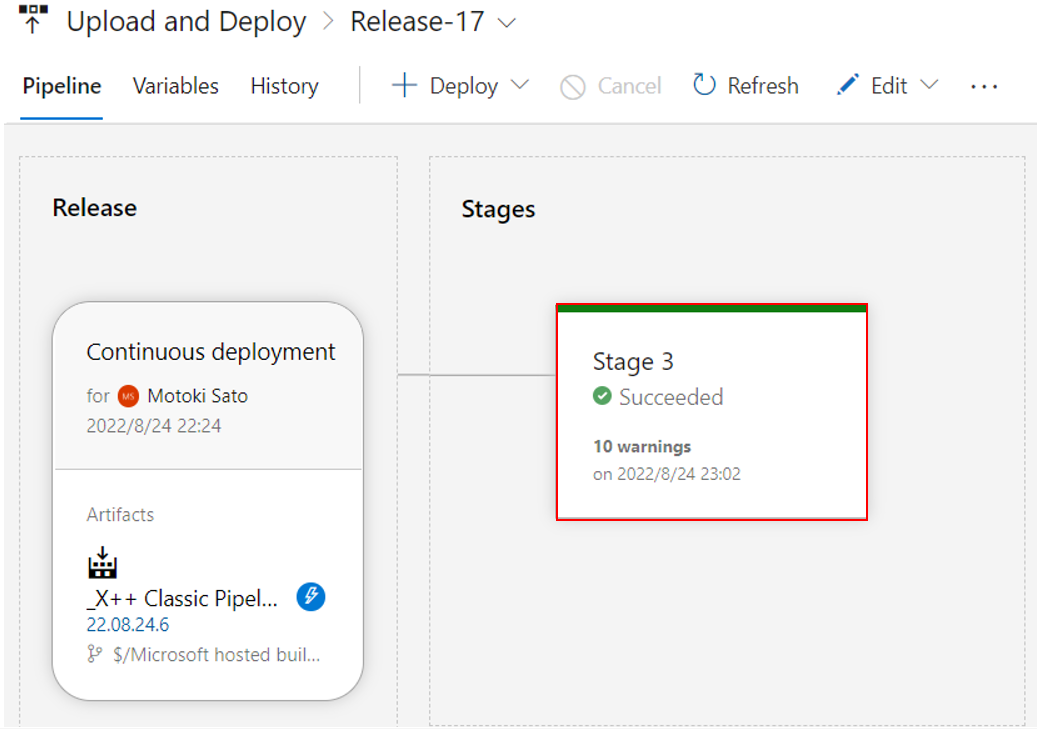 Upload and Deploy > Release-17
Pipeline Variables History Deploy Cancel Refresh Edit ...
Release
Continuous deployment
for MS Motoki Sato
2022/8/24 22:24
Artifacts
_X++ Classic Pipel...
22.08.24.6
$/Microsoft hosted buil...
Stages
Stage 3
Succeeded
10 warnings
on 2022/8/24 23:02